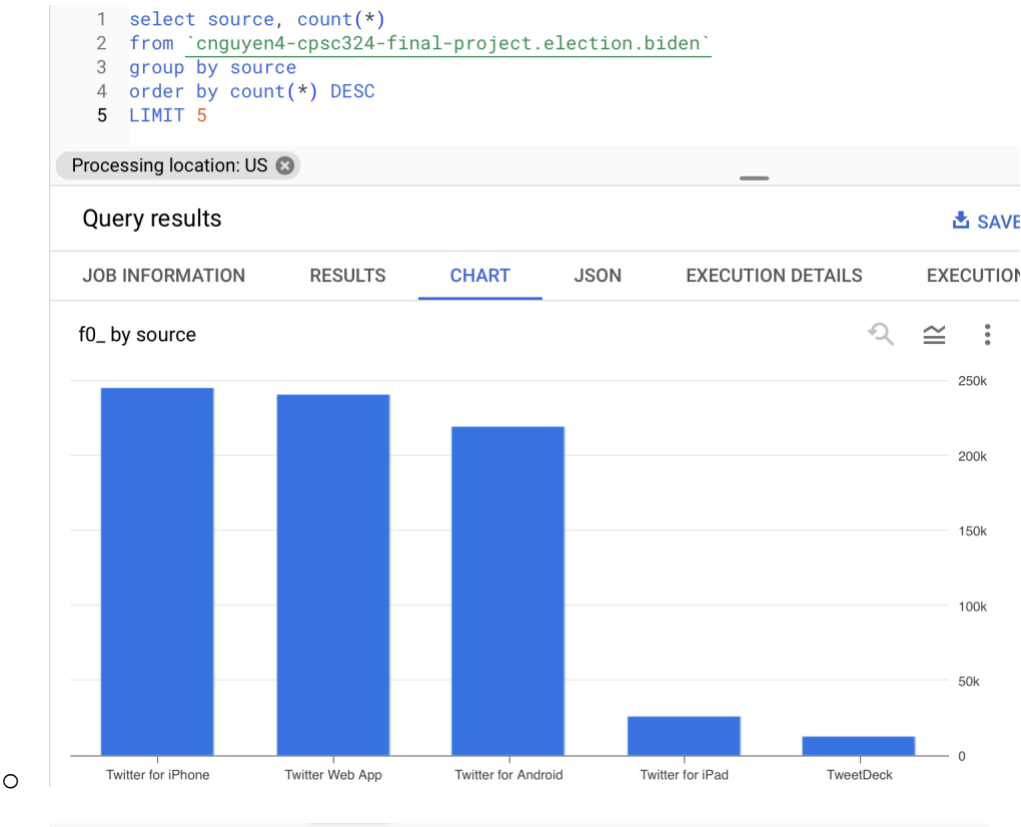 1 select source, count(*)
2 from `cnguyen4-cpsc324-final-project.election.biden`
3 group by source
4 order by count(*) DESC
5 LIMIT 5
Processing location: US
Query results
SAVE
JOB INFORMATION RESULTS CHART JSON EXECUTION DETAILS EXECUTION
f0_ by source
250k
200k
150k
100k
50k
0
Twitter for iPhone Twitter Web App Twitter for Android Twitter for iPad TweetDeck